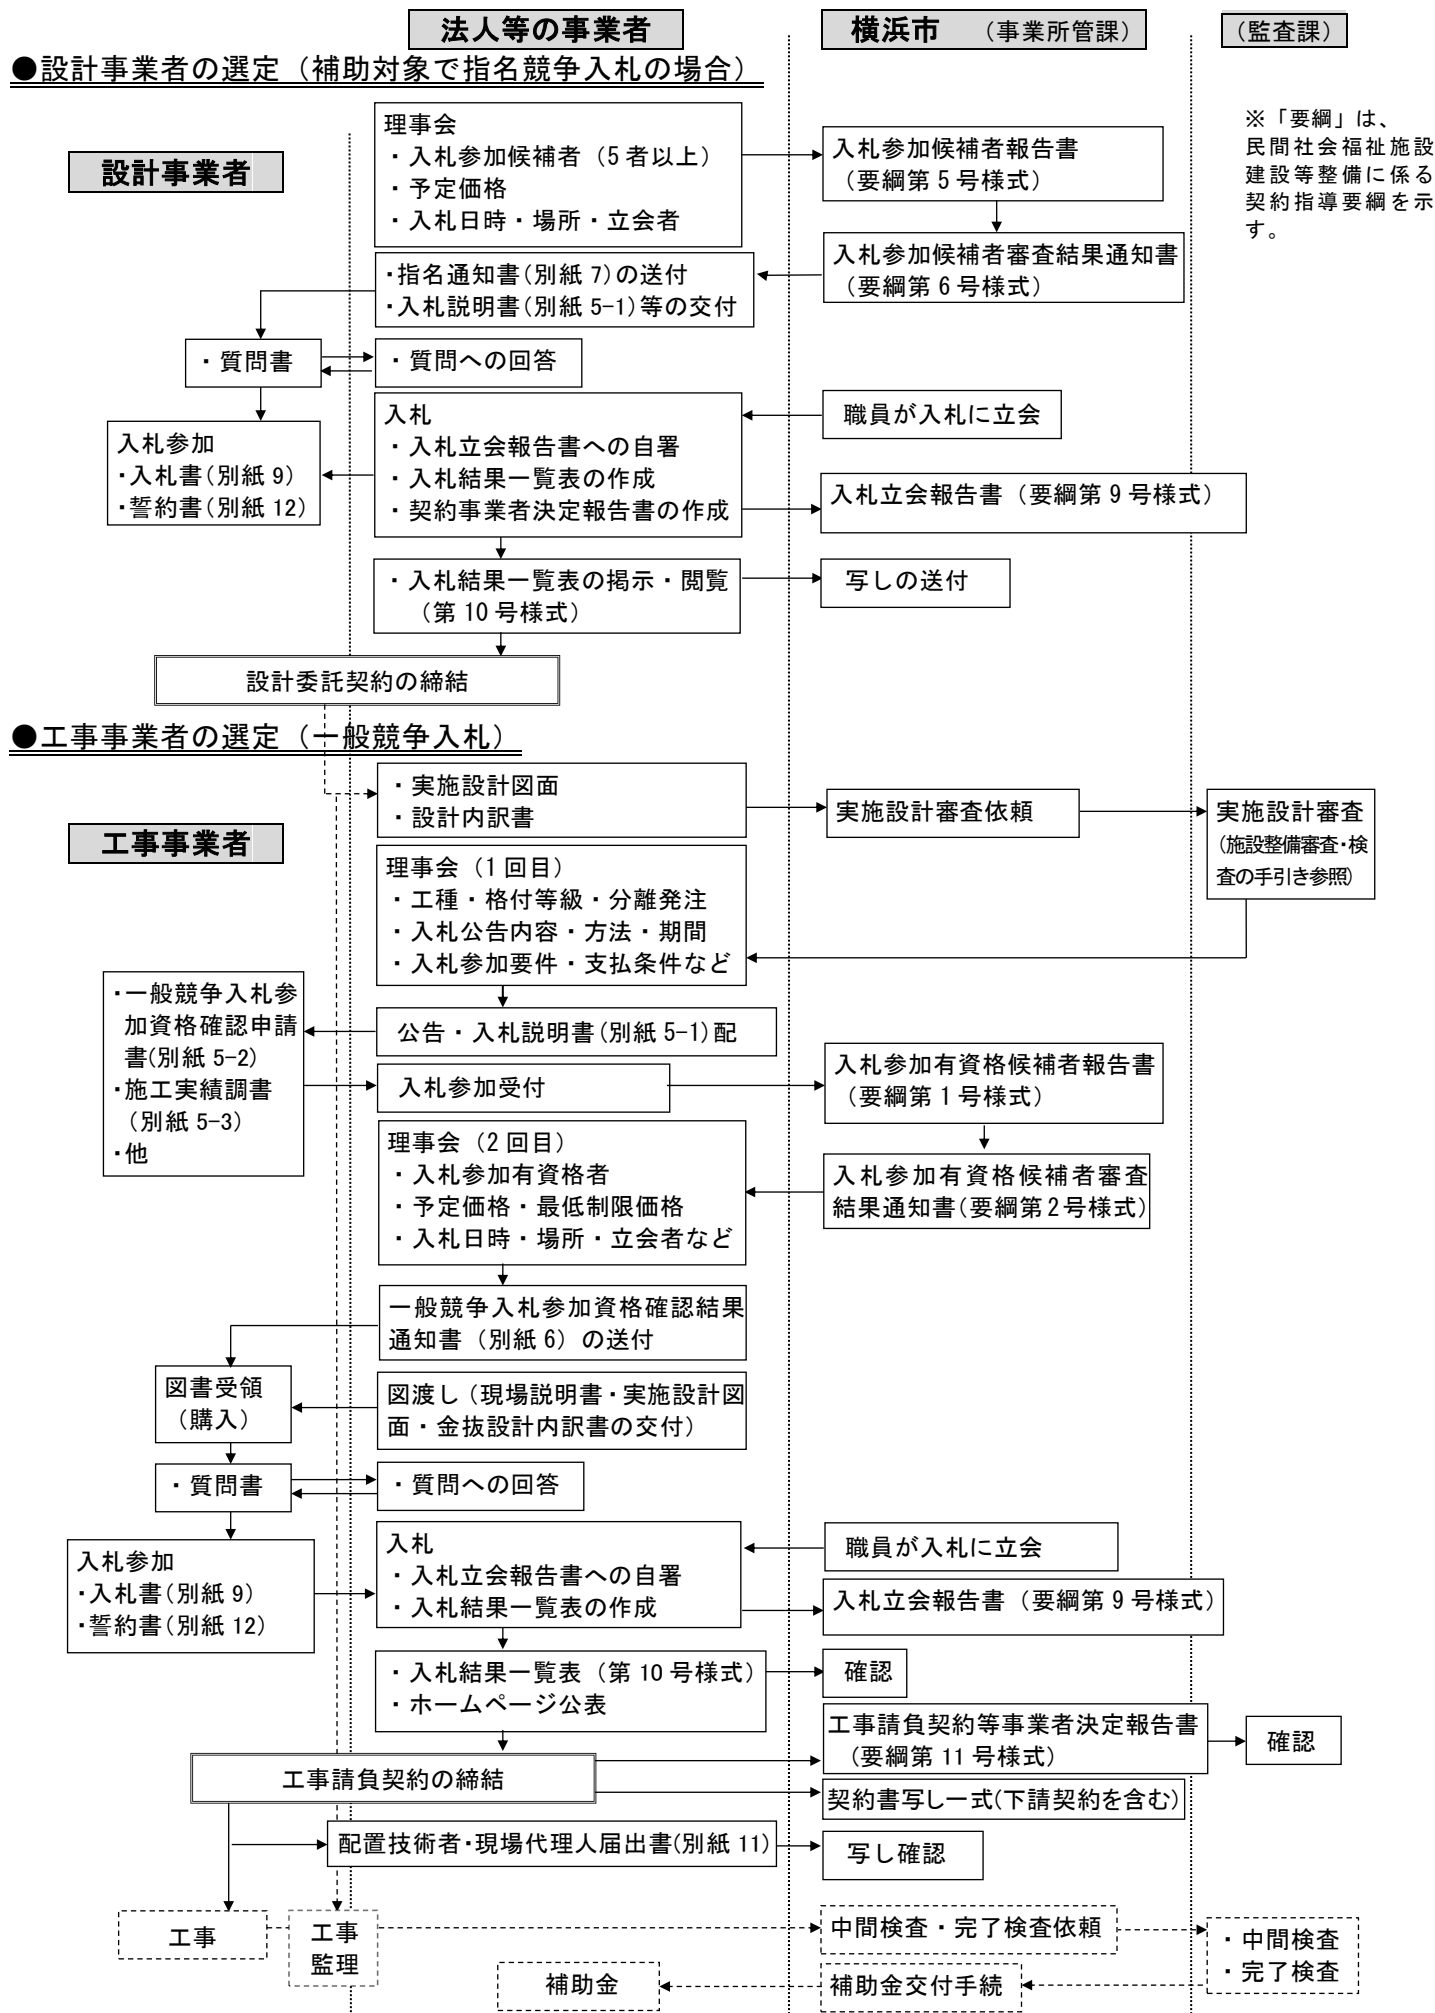 法人等の事業者
横浜市 （事業所管課）
（監査課）
●設計事業者の選定（補助対象で指名競争入札の場合）
※「要綱」は、
民間社会福祉施設
建設等整備に係る
契約指導要綱を示
す。
設計事業者
理事会
・入札参加候補者（5者以上）
・予定価格
・入札日時・場所・立会者
入札参加候補者報告書
（要綱第5号様式）
入札参加候補者審査結果通知書
（要綱第6号様式）
・指名通知書(別紙7)の送付
・入札説明書(別紙5-1)等の交付
・質問書
・質問への回答
入札
・入札立会報告書への自署
・入札結果一覧表の作成
・契約事業者決定報告書の作成
職員が入札に立会
入札参加
・入札書(別紙9)
・誓約書(別紙12)
入札立会報告書（要綱第9号様式）
・入札結果一覧表の掲示・閲覧
（第10号様式）
写しの送付
設計委託契約の締結
●工事事業者の選定（一般競争入札）
・実施設計図面
・設計内訳書
実施設計審査依頼
実施設計審査
(施設整備審査・検
査の手引き参照)
工事事業者
理事会（1回目）
・工種・格付等級・分離発注
・入札公告内容・方法・期間
・入札参加要件・支払条件など
・一般競争入札参
加資格確認申請
書(別紙5-2)
・施工実績調書
（別紙5-3）
・他
公告・入札説明書(別紙5-1)配
入札参加受付
入札参加有資格候補者報告書
（要綱第1号様式）
理事会（2回目）
・入札参加有資格者
・予定価格・最低制限価格
・入札日時・場所・立会者など
入札参加有資格候補者審査
結果通知書(要綱第2号様式)
一般競争入札参加資格確認結果
通知書（別紙6）の送付
図書受領
（購入）
図渡し（現場説明書・実施設計図
面・金抜設計内訳書の交付）
・質問書
・質問への回答
入札参加
・入札書(別紙9)
・誓約書(別紙12)
入札
・入札立会報告書への自署
・入札結果一覧表の作成
職員が入札に立会
入札立会報告書（要綱第9号様式）
・入札結果一覧表（第10号様式）
・ホームページ公表
確認
工事請負契約等事業者決定報告書
（要綱第11号様式）
確認
工事請負契約の締結
契約書写し一式(下請契約を含む)
配置技術者・現場代理人届出書(別紙11)
写し確認
工事
工事
監理
中間検査・完了検査依頼
・中間検査
・完了検査
補助金
補助金交付手続